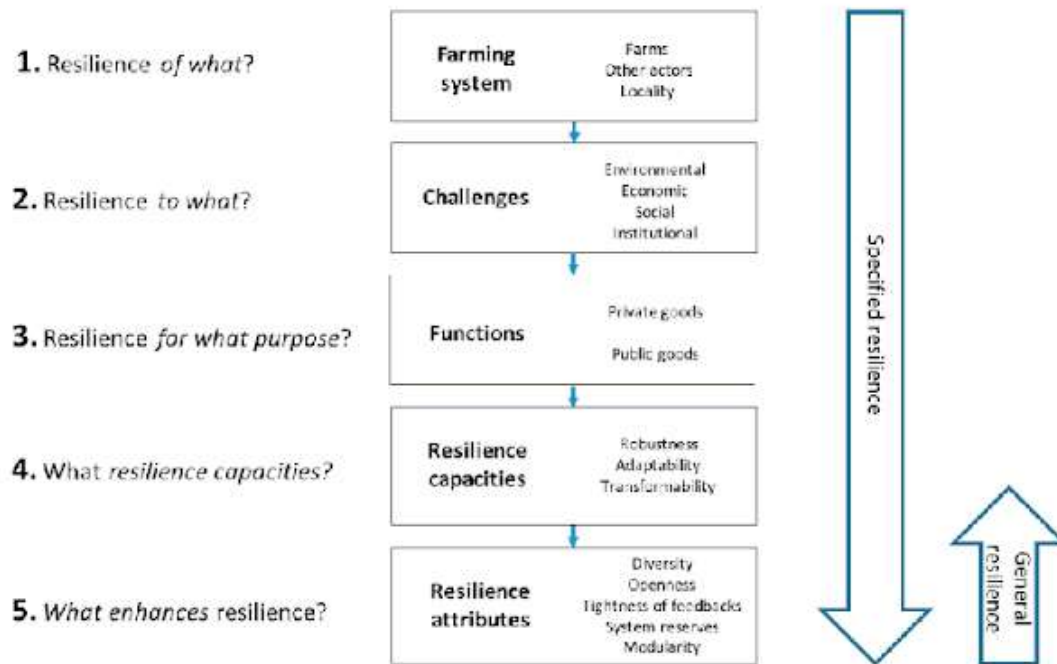 1. Resilience of what?
Farming
system
Farms
Other actors
Locality
2. Resilience to what?
Challenges
Environmental
Economic
Social
Institutional
3. Resilience for what purpose?
Functions
Private goods
Public goods
4. What resilience capacities?
Resilience
capacities
Robustness
Adaptability
Transformability
5. What enhances resilience?
Resilience
attributes
Diversity
Openness
Tightness of feedbacks
System reserves
Modularity
Specified resilience
General
resilience